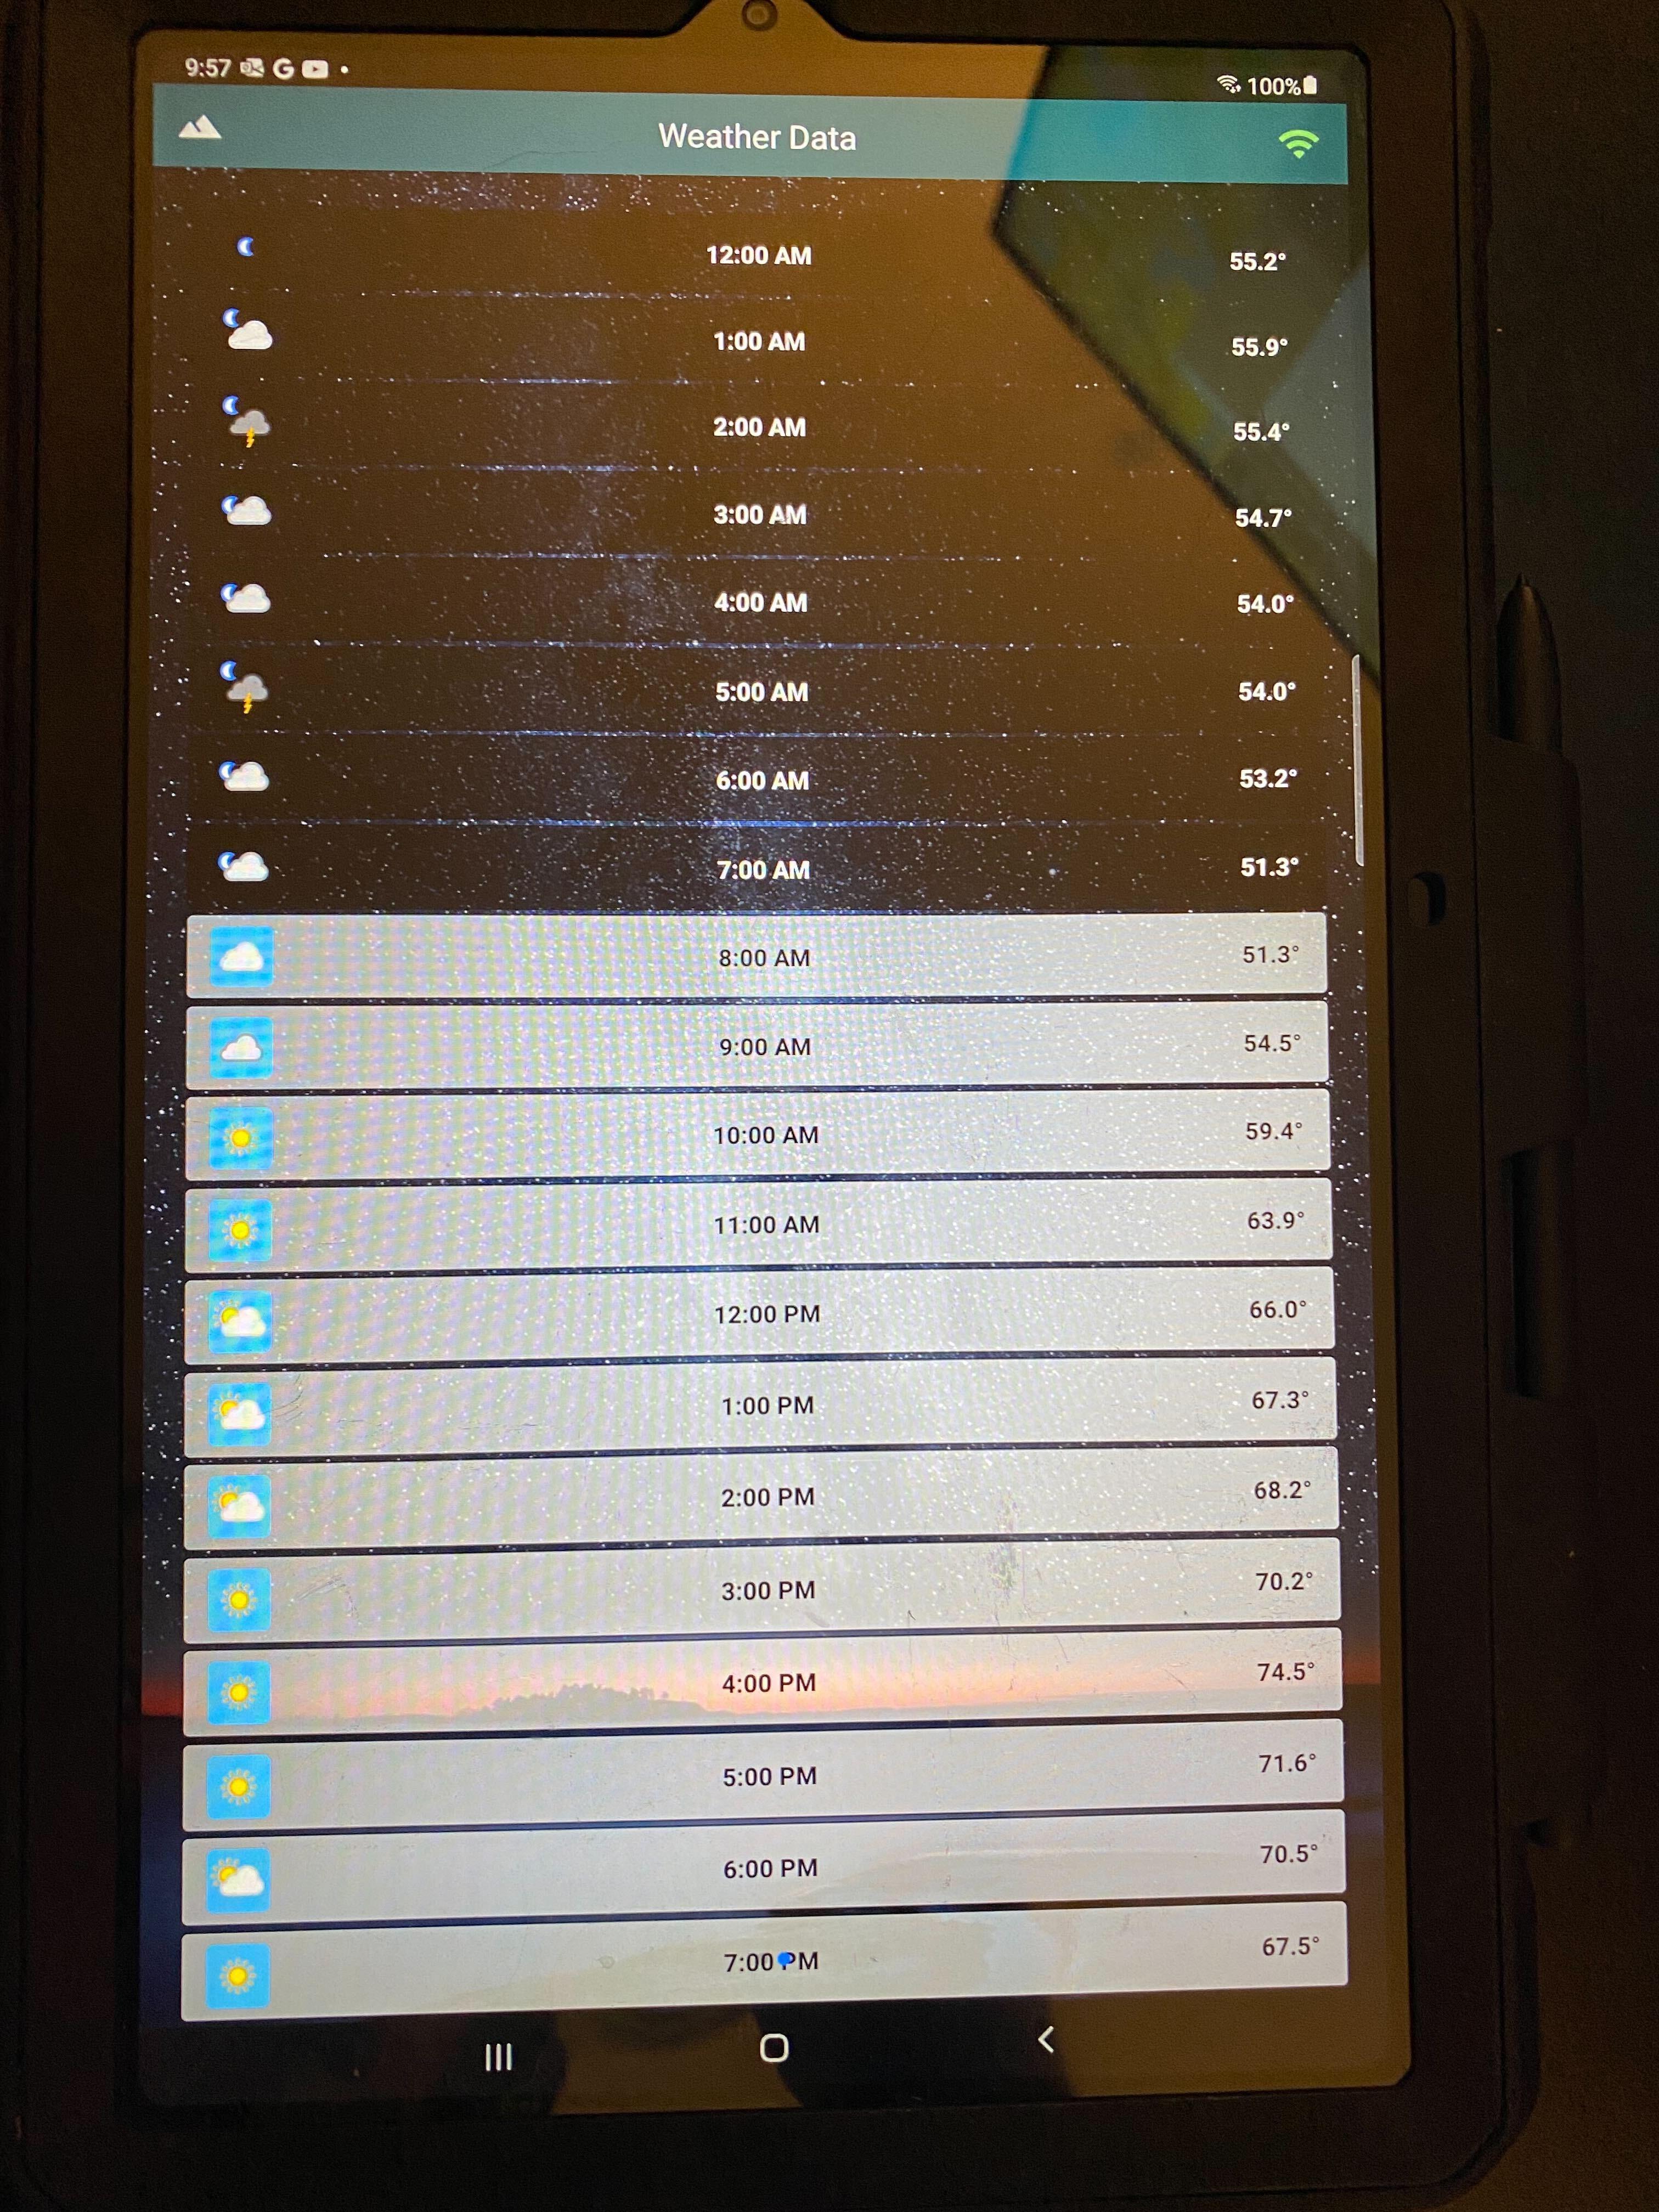 9:57 G 100%
Weather Data
12:00 AM 55.2°
1:00 AM 55.9°
2:00 AM 55.4°
3:00 AM 54.7°
4:00 AM 54.0°
5:00 AM 54.0°
6:00 AM 53.2°
7:00 AM 51.3°
8:00 AM 51.3°
9:00 AM 54.5°
10:00 AM 59.4°
11:00 AM 63.9°
12:00 PM 66.0°
1:00 PM 67.3°
2:00 PM 68.2°
3:00 PM 70.2°
4:00 PM 74.5°
5:00 PM 71.6°
6:00 PM 70.5°
7:00 PM 67.5°